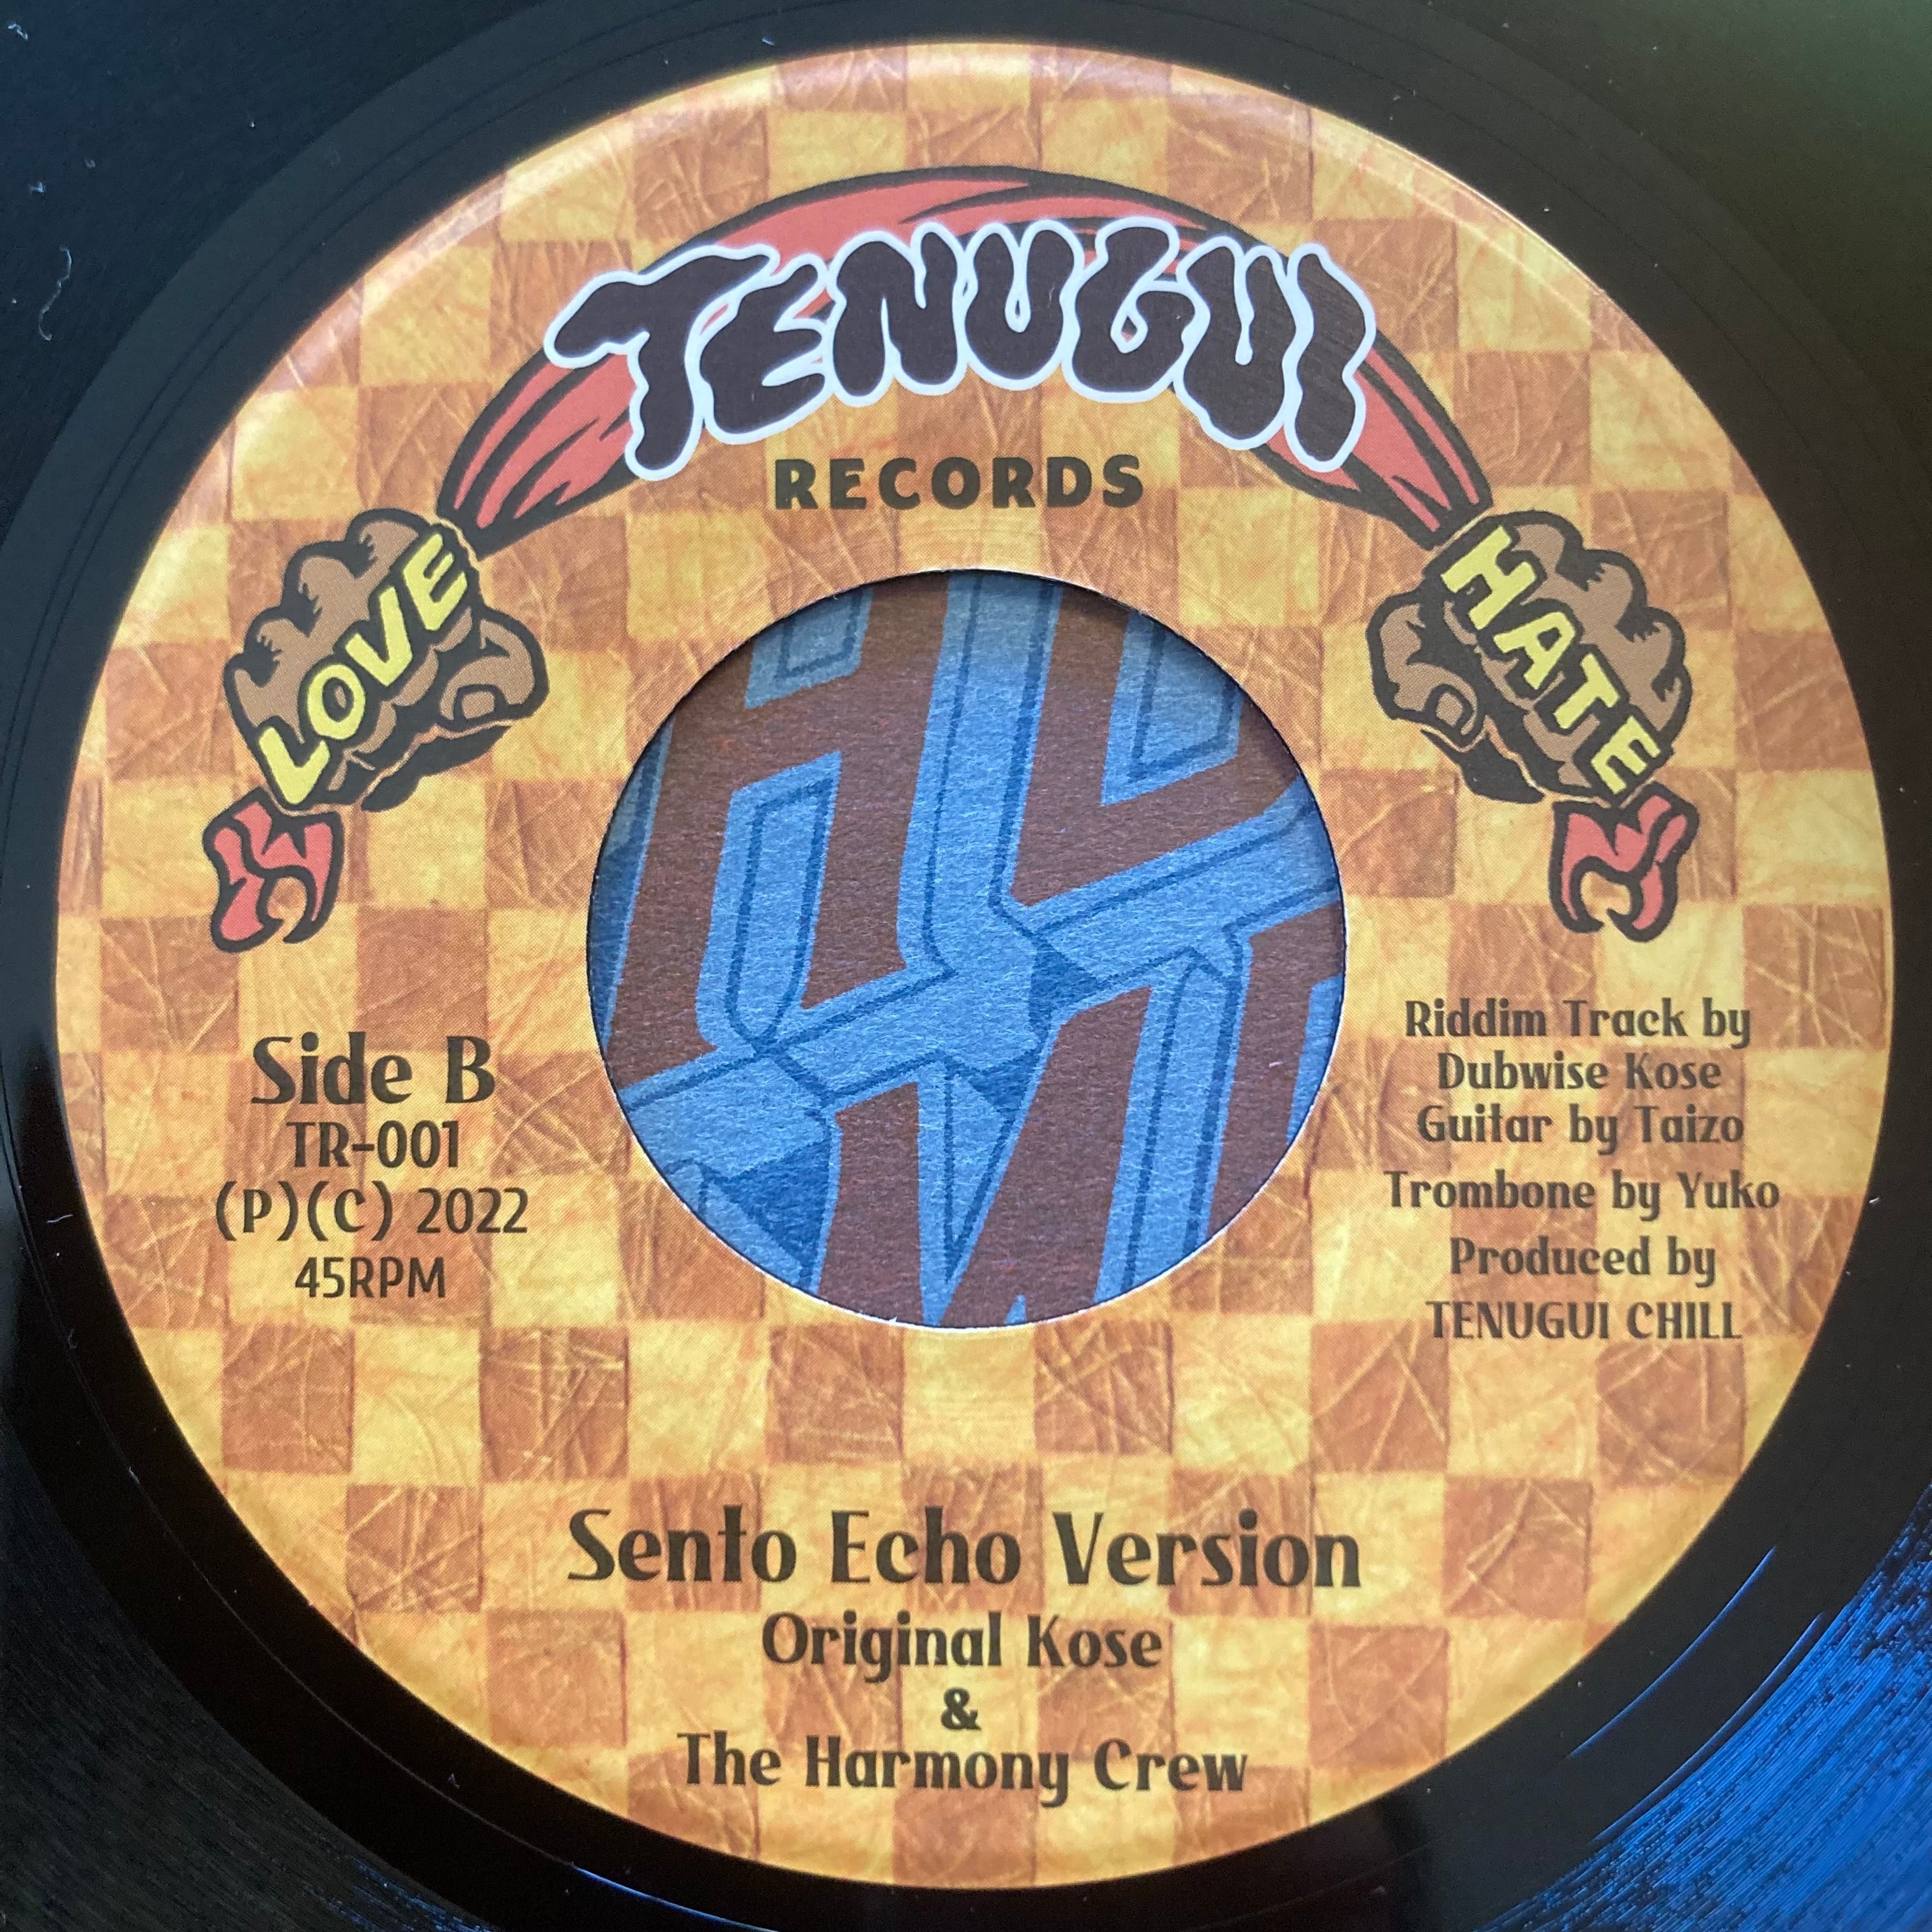 TENUGUI
RECORDS
LOVE
HATE
Side B
TR-001
(P)(C) 2022
45RPM
Riddim Track by
Dubwise Kose
Guitar by Taizo
Trombone by Yuko
Produced by
TENUGUI CHILL
Sento Echo Version
Original Kose
&
The Harmony Crew